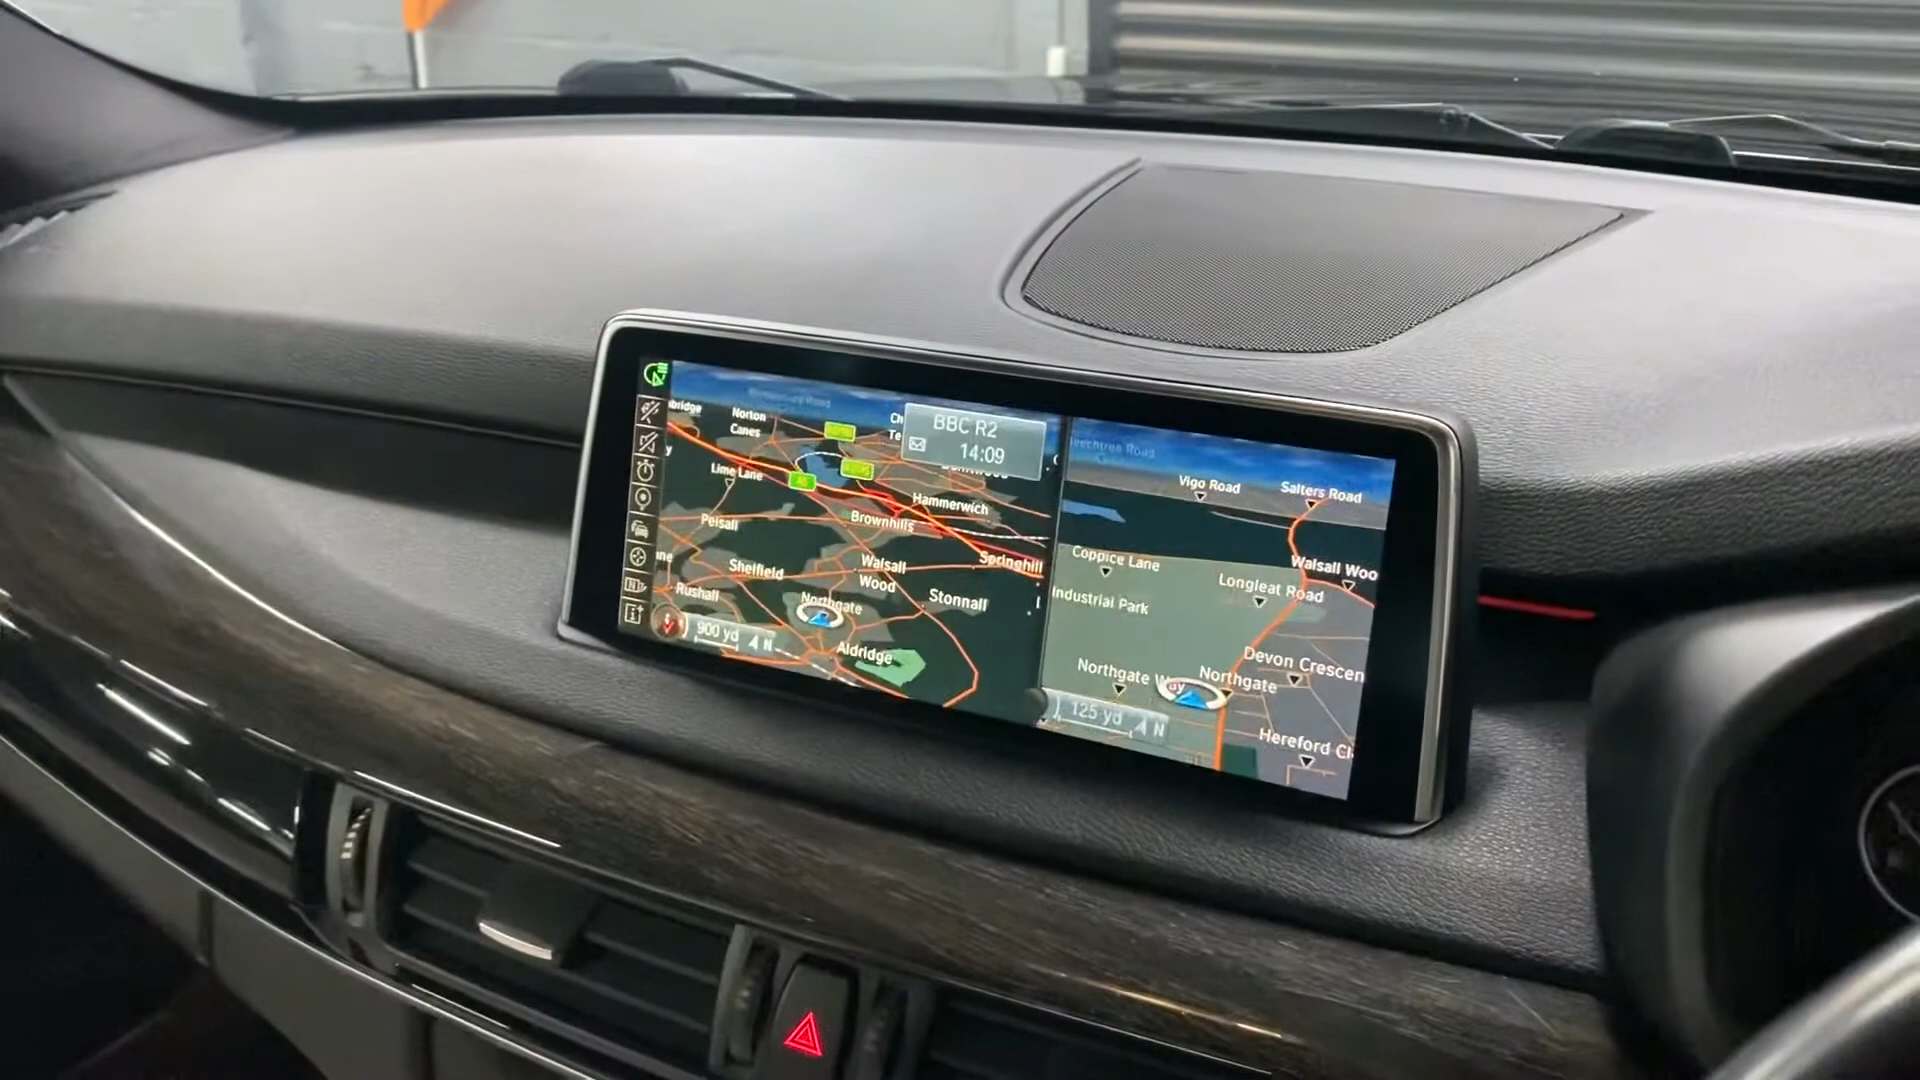 Norton
Canes
BBC R2
14:09
Lime Lane
Hammerwich
Pelsall
Brownhills
Springhill
Shelfield
Walsall
Wood
Stonnall
Rushall
Northgate
Aldridge
900 yd
N
A5
Vigo Road
Salters Road
Coppice Lane
Walsall Woo
Longleat Road
Industrial Park
Devon Crescen
Northgate Way
Northgate
125 yd
N
Hereford Cl